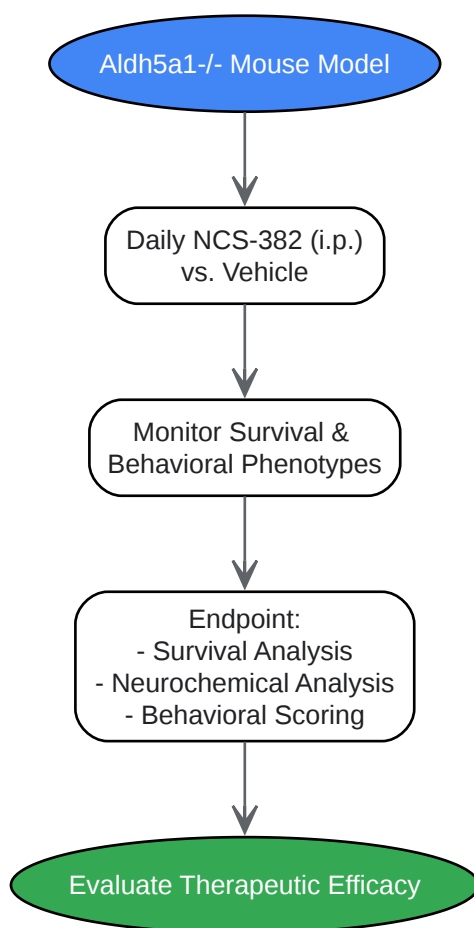 Aldh5a1-/- Mouse Model
Daily NCS-382 (i.p.)
vs. Vehicle
Monitor Survival &
Behavioral Phenotypes
Endpoint:
- Survival Analysis
- Neurochemical Analysis
- Behavioral Scoring
Evaluate Therapeutic Efficacy